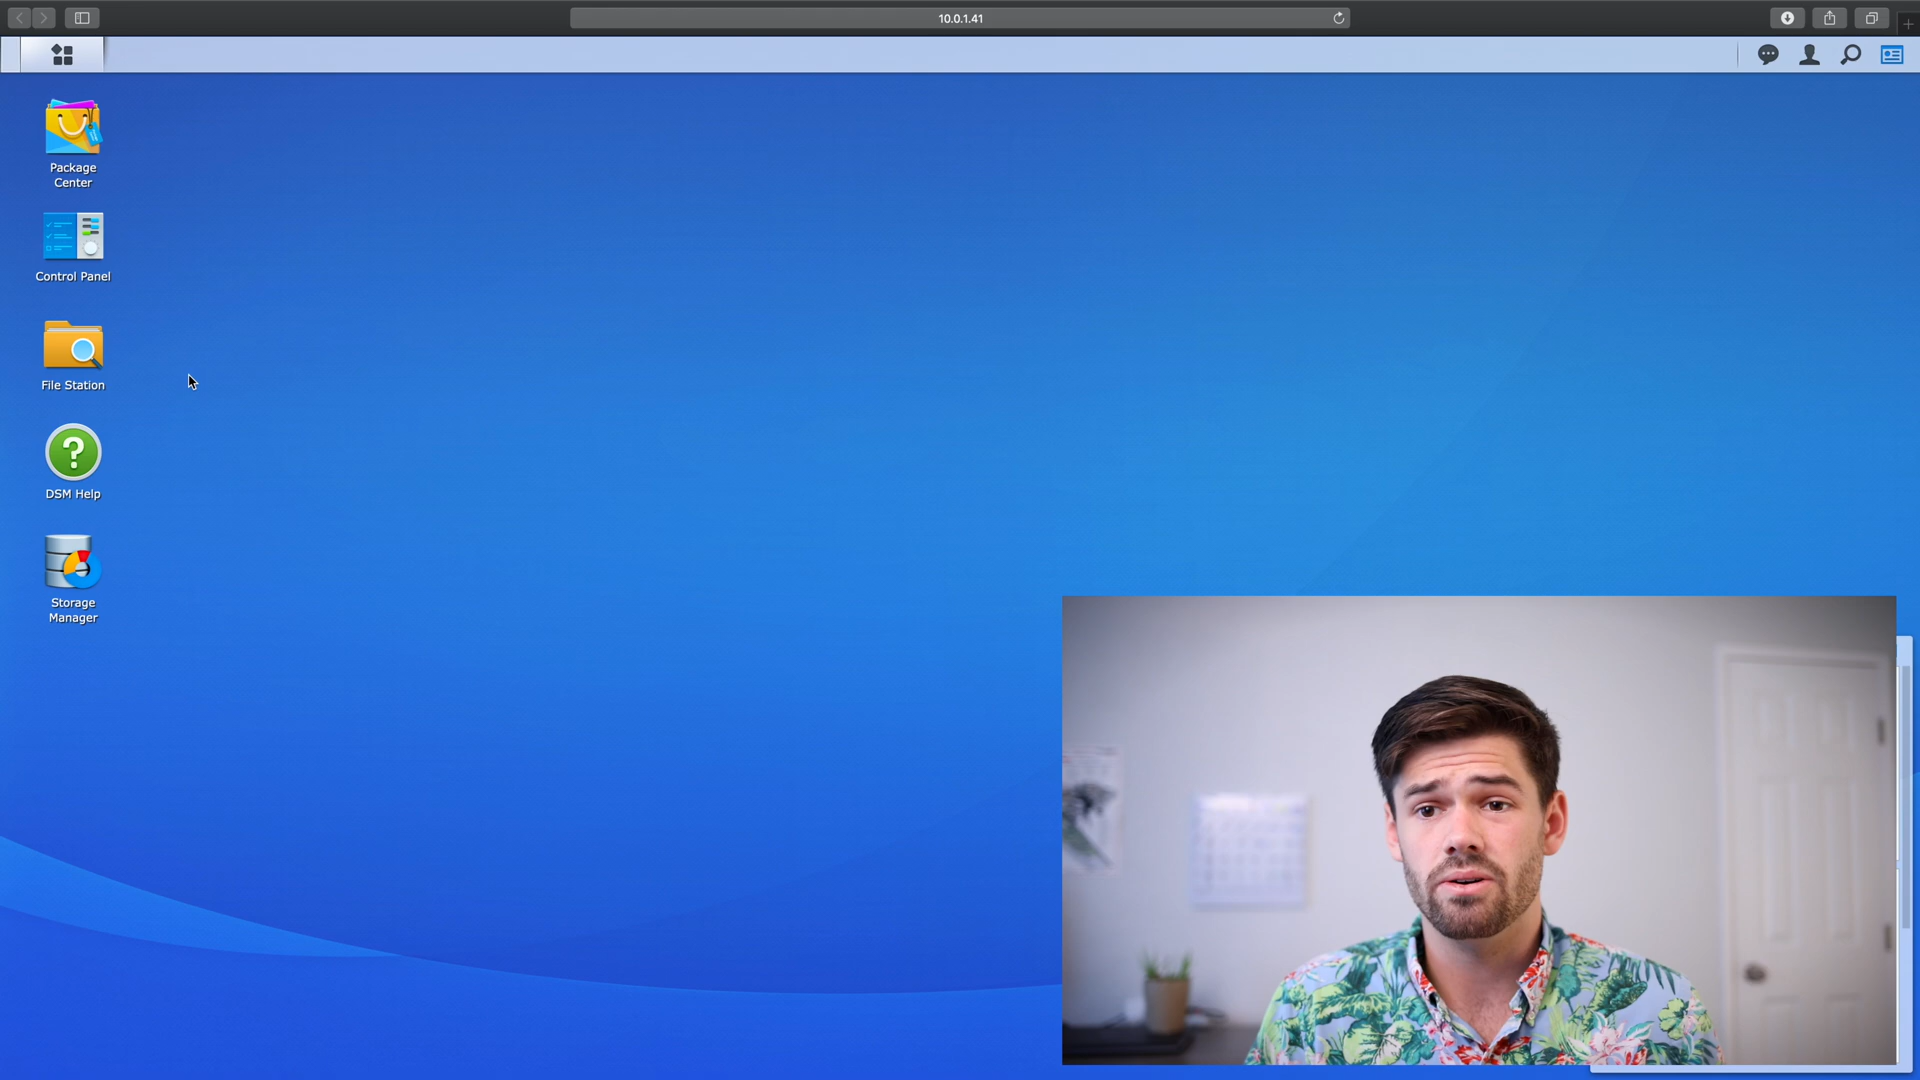 10.0.1.41
Package
Center
Control Panel
File Station
DSM Help
Storage
Manager